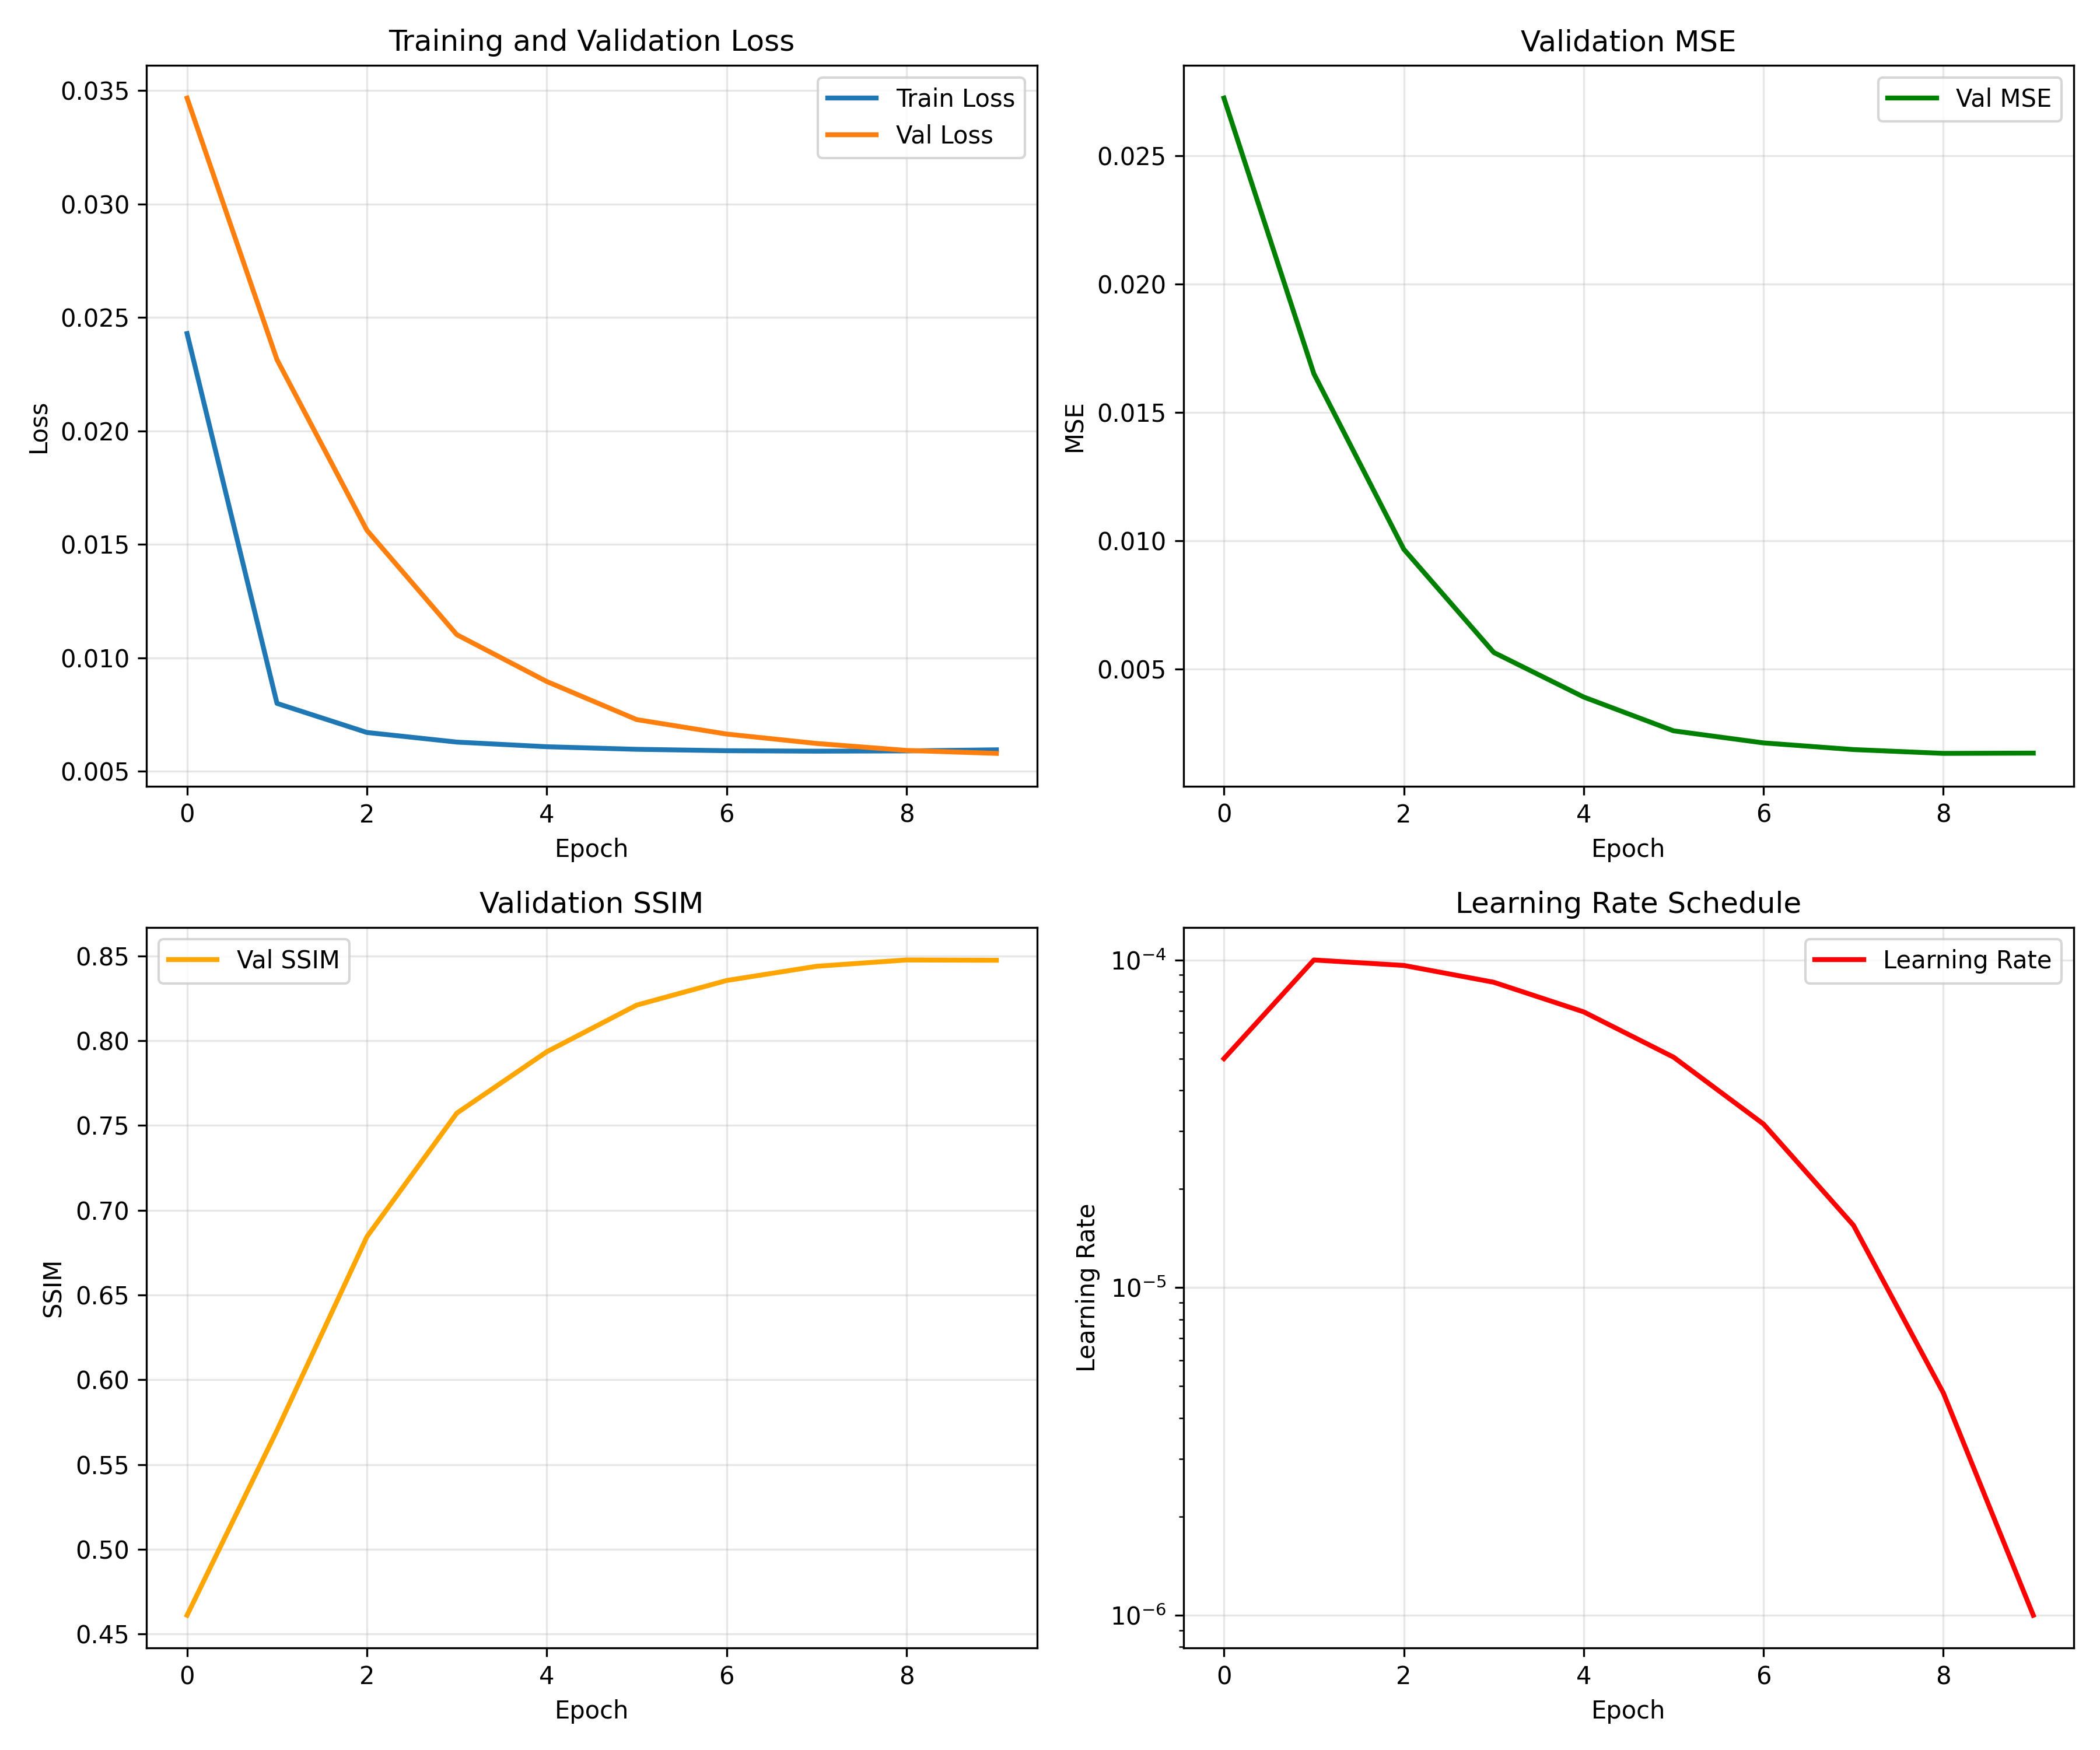 Training and Validation Loss
0.035
0.030
0.025
0.020
0.015
0.010
0.005
Loss
Train Loss
Val Loss
0 2 4 6 8
Epoch
Validation MSE
0.025
0.020
0.015
0.010
0.005
MSE
Val MSE
0 2 4 6 8
Epoch
Validation SSIM
0.85
0.80
0.75
0.70
0.65
0.60
0.55
0.50
0.45
SSIM
Val SSIM
0 2 4 6 8
Epoch
Learning Rate Schedule
10⁻⁴
10⁻⁵
10⁻⁶
Learning Rate
Learning Rate
0 2 4 6 8
Epoch